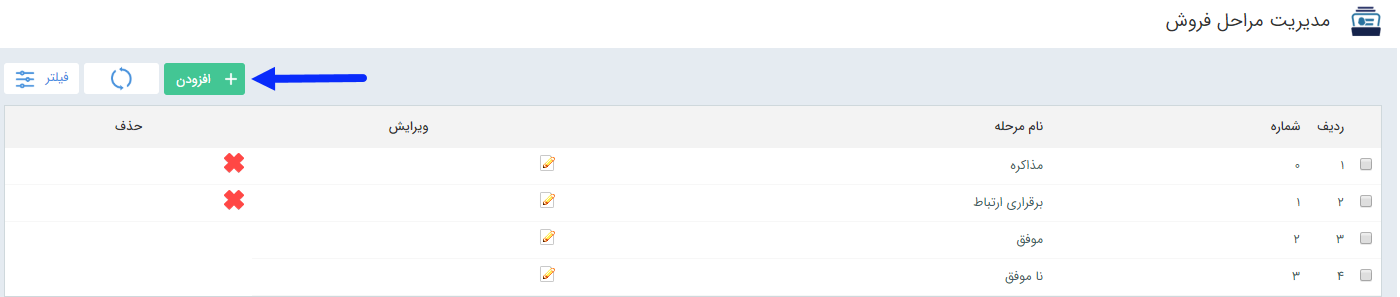 مدیریت مراحل فروش
افزودن فیلتر
ردیف شماره نام مرحله ویرایش حذف
۱ ۰ مذاکره
۲ ۱ برقراری ارتباط
۳ ۲ موفق
۴ ۳ نا موفق